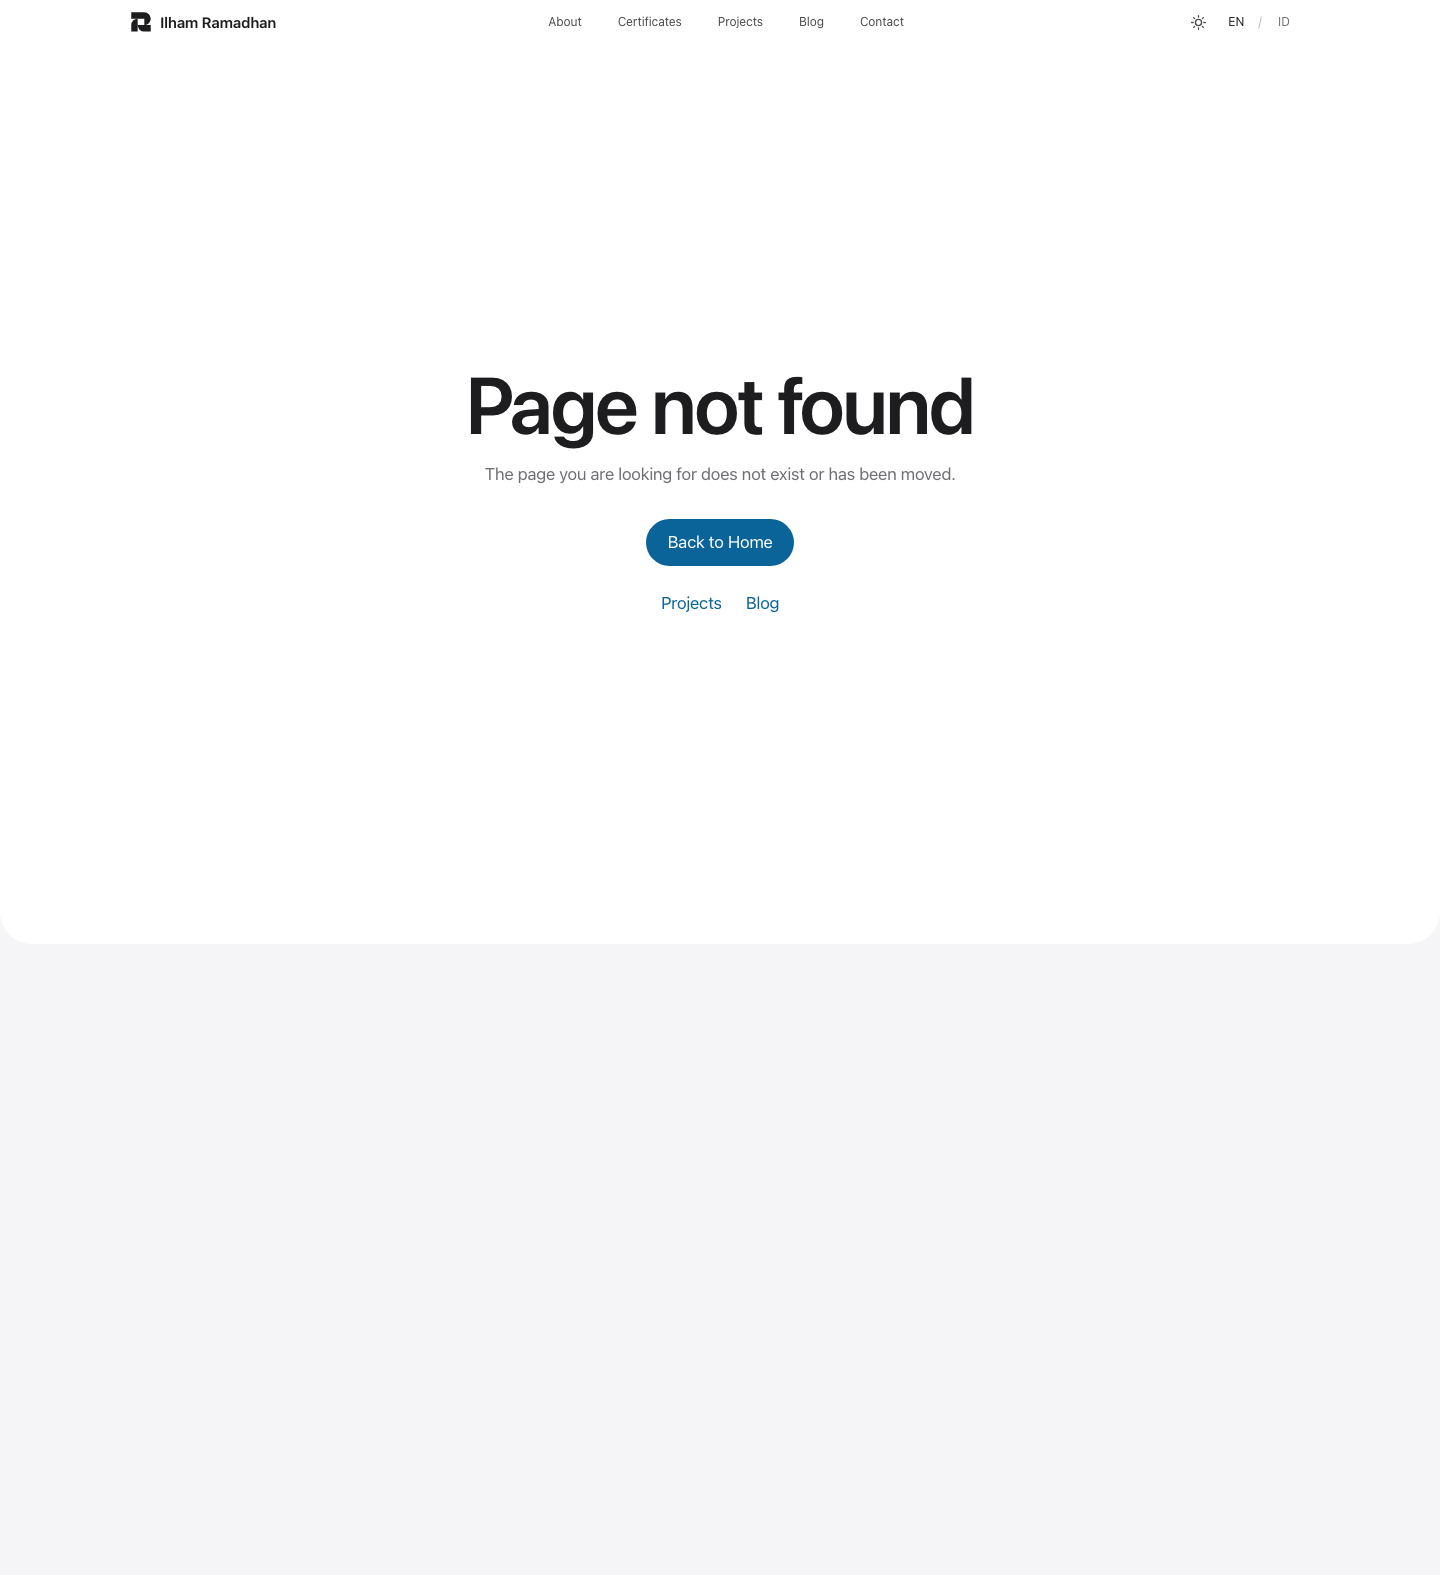 Ilham Ramadhan
About
Certificates
Projects
Blog
Contact
EN / ID
Page not found
The page you are looking for does not exist or has been moved.
Back to Home
Projects
Blog